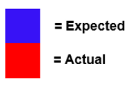 = Expected
= Actual